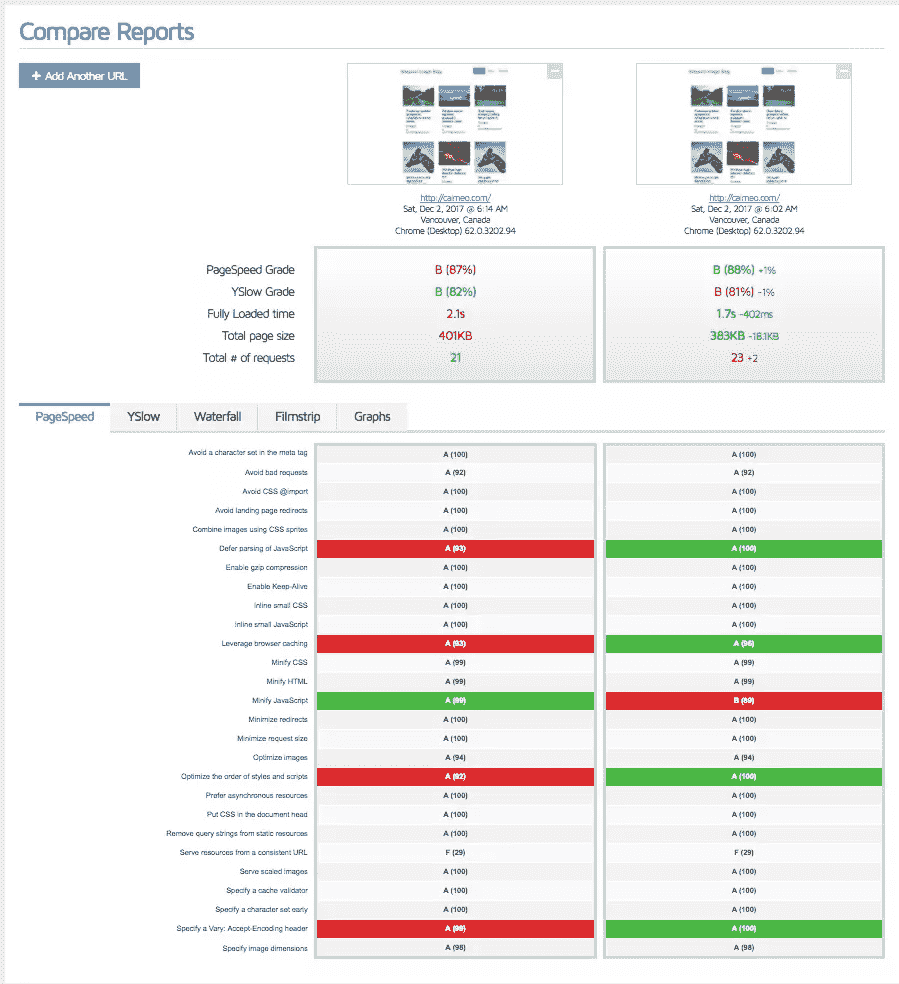 Compare Reports
+ Add Another URL
http://caimeo.com/ http://caimeo.com/
Sat, Dec 2, 2017 @ 6:14 AM Sat, Dec 2, 2017 @ 6:02 AM
Vancouver, Canada Vancouver, Canada
Chrome (Desktop) 62.0.3202.94 Chrome (Desktop) 62.0.3202.94
PageSpeed Grade B (87%) B (88%) +1%
YSlow Grade B (82%) B (81%) -1%
Fully Loaded time 2.1s 1.7s -402ms
Total page size 401KB 383KB -18.1KB
Total # of requests 21 23 +2
PageSpeed YSlow Waterfall Filmstrip Graphs
Avoid a character set in the meta tag A (100) A (100)
Avoid bad requests A (92) A (92)
Avoid CSS @import A (100) A (100)
Avoid landing page redirects A (100) A (100)
Combine images using CSS sprites A (100) A (100)
Defer parsing of JavaScript A (93) A (100)
Enable gzip compression A (100) A (100)
Enable Keep-Alive A (100) A (100)
Inline small CSS A (100) A (100)
Inline small JavaScript A (100) A (100)
Leverage browser caching A (93) A (96)
Minify CSS A (99) A (99)
Minify HTML A (99) A (99)
Minify JavaScript A B (89)
Minimize redirects A (100) A (100)
Minimize request size A (100) A (100)
Optimize images A (94) A (94)
Optimize the order of styles and scripts A (92) A (100)
Prefer asynchronous resources A (100) A (100)
Put CSS in the document head A (100) A (100)
Remove query strings from static resources A (100) A (100)
Serve resources from a consistent URL F (29) F (29)
Serve scaled images A (100) A (100)
Specify a cache validator A (100) A (100)
Specify a character set early A (100) A (100)
Specify a Vary: Accept-Encoding header A A (100)
Specify image dimensions A (98) A (98)